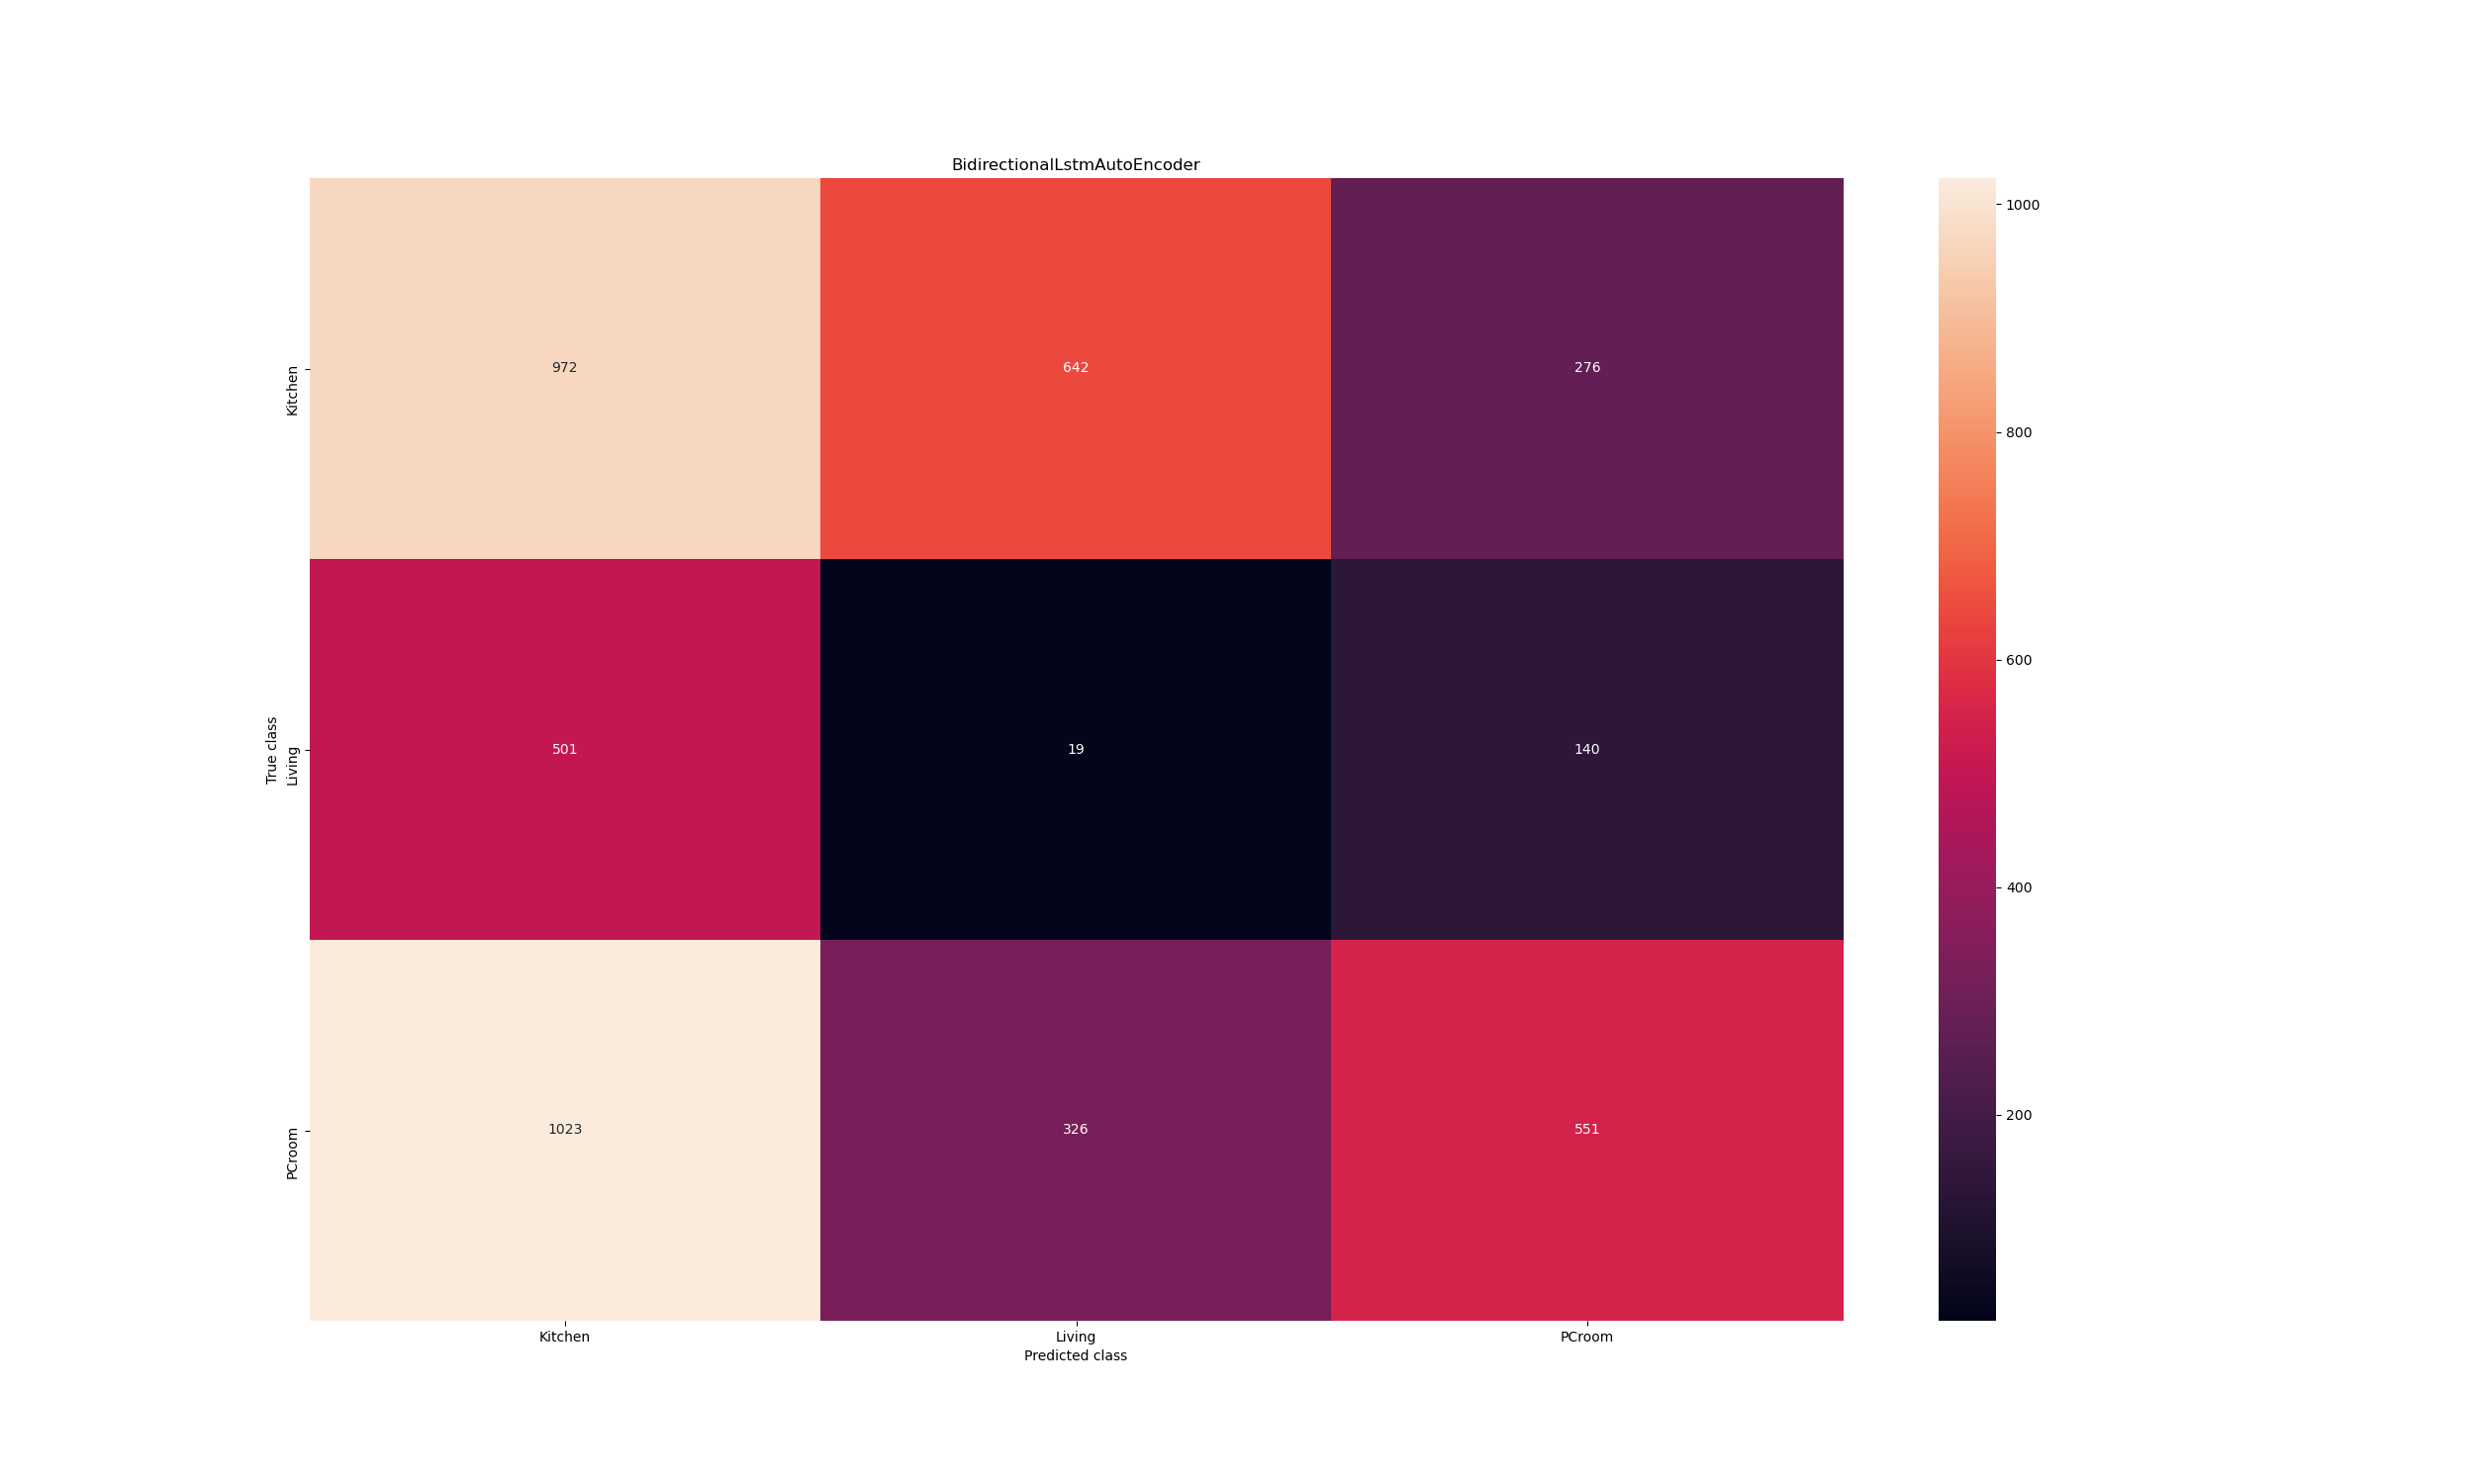 BidirectionalLstmAutoEncoder
1000
Kitchen
972
642
276
800
600
True class
Living
501
19
140
400
PCroom
1023
326
551
200
Kitchen
Living
PCroom
Predicted class